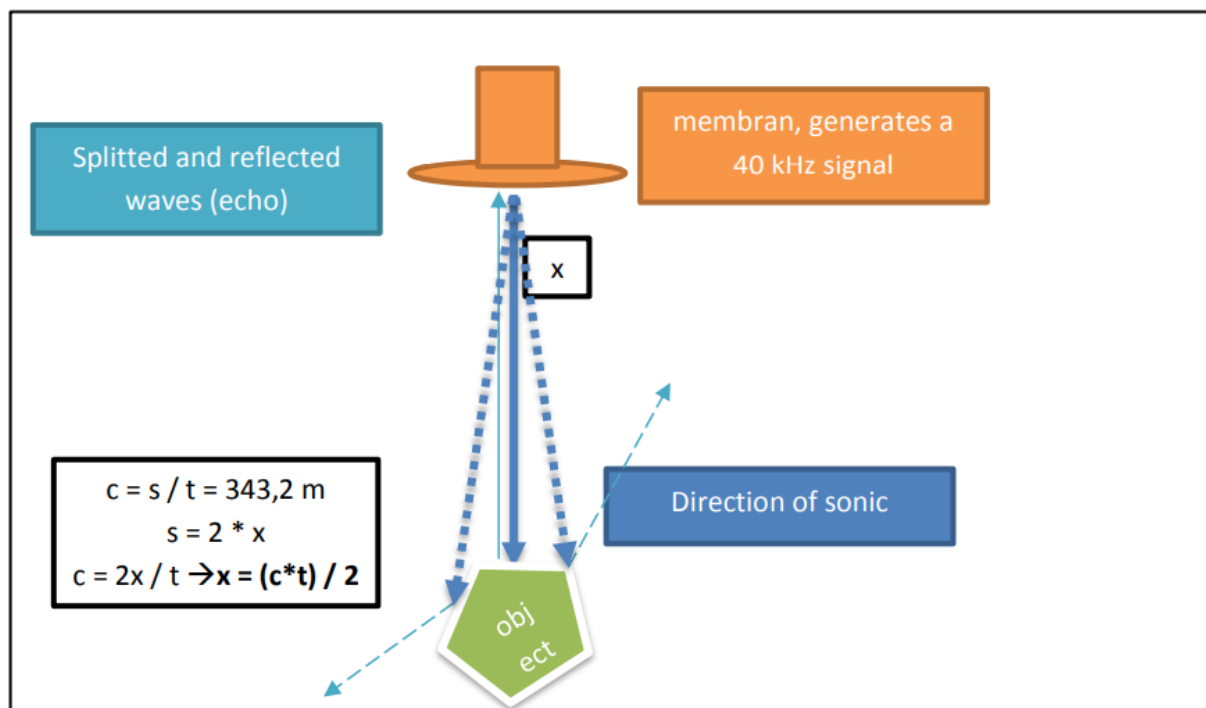 Splitted and reflected
waves (echo)
membran, generates a
40 kHz signal
x
c = s / t = 343,2 m
s = 2 * x
c = 2x / t →x = (c*t) / 2
Direction of sonic
obj
ect